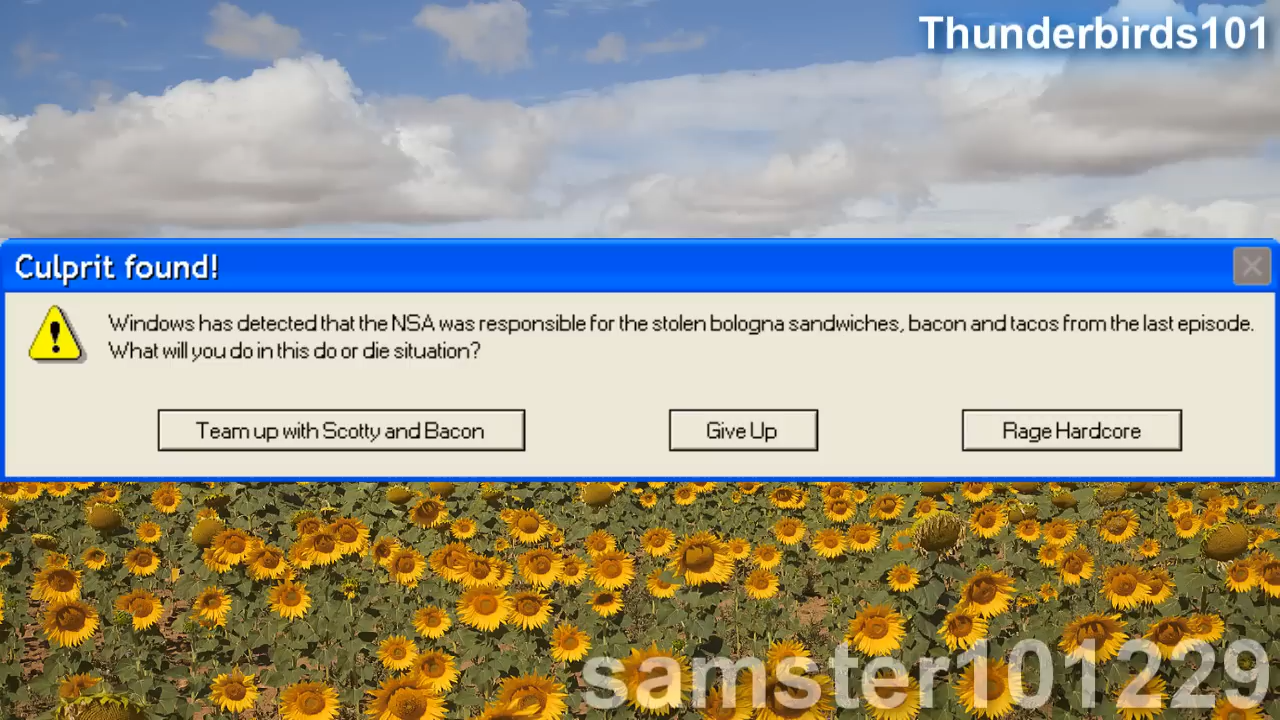 Thunderbirds101
Culprit found!
Windows has detected that the NSA was responsible for the stolen bologna sandwiches, bacon and tacos from the last episode.
What will you do in this do or die situation?
Team up with Scotty and Bacon
Give Up
Rage Hardcore
samster101229